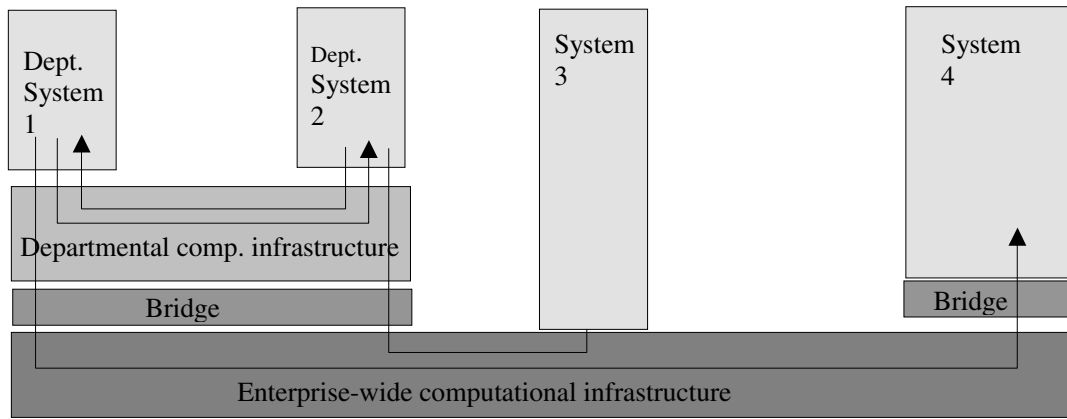 Dept.
System
1
Dept.
System
2
System
3
System
4
Departmental comp. infrastructure
Bridge
Bridge
Enterprise-wide computational infrastructure